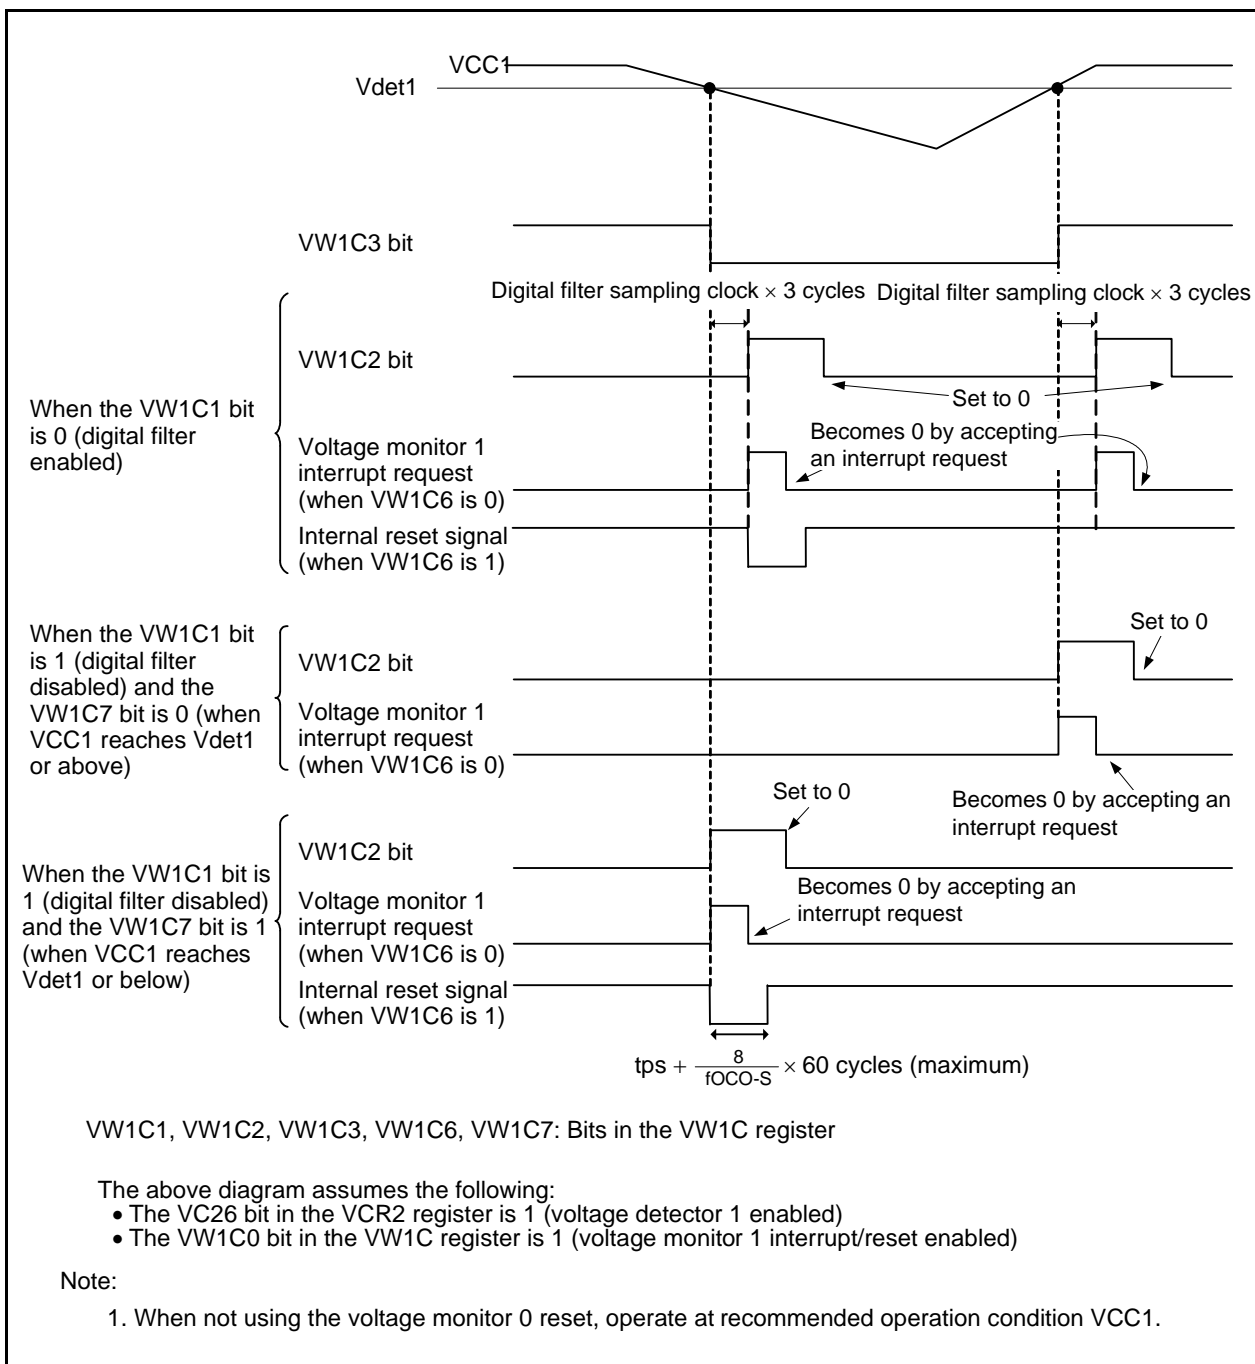 VCC1
Vdet1
VW1C3 bit
Digital filter sampling clock × 3 cycles
Digital filter sampling clock × 3 cycles
When the VW1C1 bit
is 0 (digital filter
enabled)
VW1C2 bit
Set to 0
Voltage monitor 1
interrupt request
(when VW1C6 is 0)
Becomes 0 by accepting
an interrupt request
Internal reset signal
(when VW1C6 is 1)
When the VW1C1 bit
is 1 (digital filter
disabled) and the
VW1C7 bit is 0 (when
VCC1 reaches Vdet1
or above)
VW1C2 bit
Set to 0
Voltage monitor 1
interrupt request
(when VW1C6 is 0)
Becomes 0 by accepting an
interrupt request
When the VW1C1 bit is
1 (digital filter disabled)
and the VW1C7 bit is 1
(when VCC1 reaches
Vdet1 or below)
VW1C2 bit
Set to 0
Voltage monitor 1
interrupt request
(when VW1C6 is 0)
Becomes 0 by accepting an
interrupt request
Internal reset signal
(when VW1C6 is 1)
tps + 8/fOCO-S × 60 cycles (maximum)
VW1C1, VW1C2, VW1C3, VW1C6, VW1C7: Bits in the VW1C register
The above diagram assumes the following:
• The VC26 bit in the VCR2 register is 1 (voltage detector 1 enabled)
• The VW1C0 bit in the VW1C register is 1 (voltage monitor 1 interrupt/reset enabled)
Note:
1. When not using the voltage monitor 0 reset, operate at recommended operation condition VCC1.